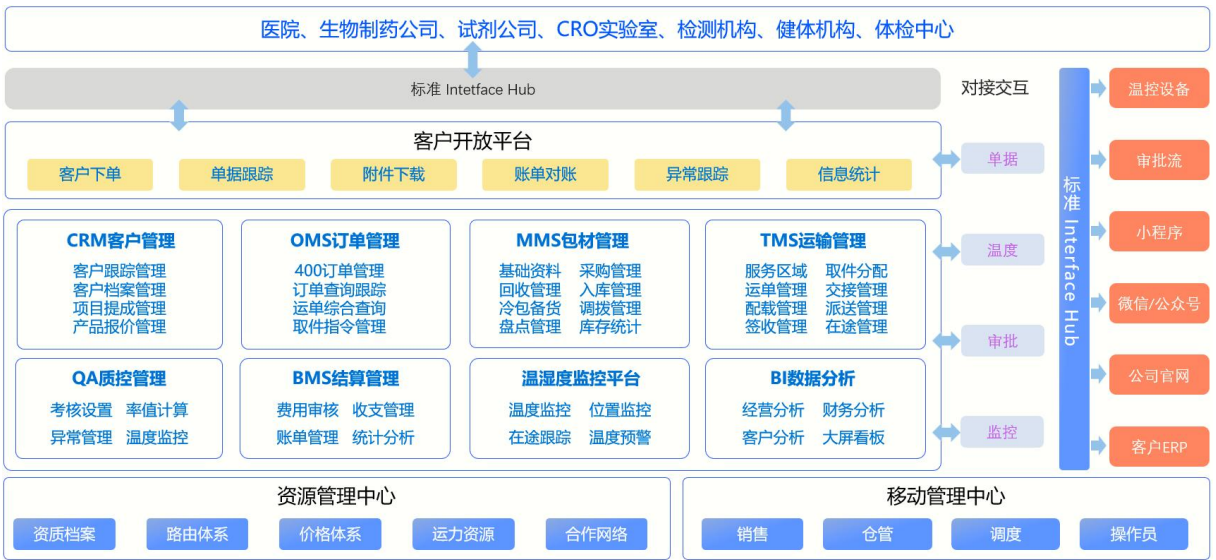 医院、生物制药公司、试剂公司、CRO实验室、检测机构、健体机构、体检中心
标准 Intetface Hub
对接交互
客户开放平台
客户下单 单据跟踪 附件下载 账单对账 异常跟踪 信息统计
CRM客户管理
客户跟踪管理
客户档案管理
项目提成管理
产品报价管理
OMS订单管理
400订单管理
订单查询跟踪
运单综合查询
取件指令管理
MMS包材管理
基础资料 采购管理
回收管理 入库管理
冷包备货 调拨管理
盘点管理 库存统计
TMS运输管理
服务区域 取件分配
运单管理 交接管理
配载管理 派送管理
签收管理 在途管理
QA质控管理
考核设置 率值计算
异常管理 温度监控
BMS结算管理
费用审核 收支管理
账单管理 统计分析
温湿度监控平台
温度监控 位置监控
在途跟踪 温度预警
BI数据分析
经营分析 财务分析
客户分析 大屏看板
单据
温度
审批
监控
标准 Interface Hub
温控设备
审批流
小程序
微信/公众号
公司官网
客户ERP
资源管理中心
资质档案 路由体系 价格体系 运力资源 合作网络
移动管理中心
销售 仓管 调度 操作员